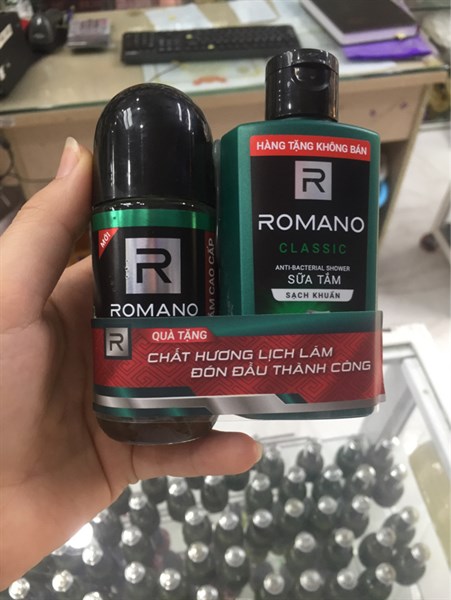 MỚI
R
ROMANO
HÀNG TẶNG KHÔNG BÁN
R
ROMANO
CLASSIC
ANTI-BACTERIAL SHOWER
SỮA TẮM
SẠCH KHUẨN
R
QUÀ TẶNG
CHẤT HƯƠNG LỊCH LÃM
ĐÓN ĐẦU THÀNH CÔNG